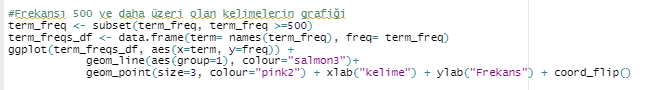 #Frekansı 500 ve daha üzeri olan kelimelerin grafiği
term_freq <- subset(term_freq, term_freq >=500)
term_freqs_df <- data.frame(term= names(term_freq), freq= term_freq)
ggplot(term_freqs_df, aes(x=term, y=freq)) +
geom_line(aes(group=1), colour="salmon3")+
geom_point(size=3, colour="pink2") + xlab("kelime") + ylab("Frekans") + coord_flip()